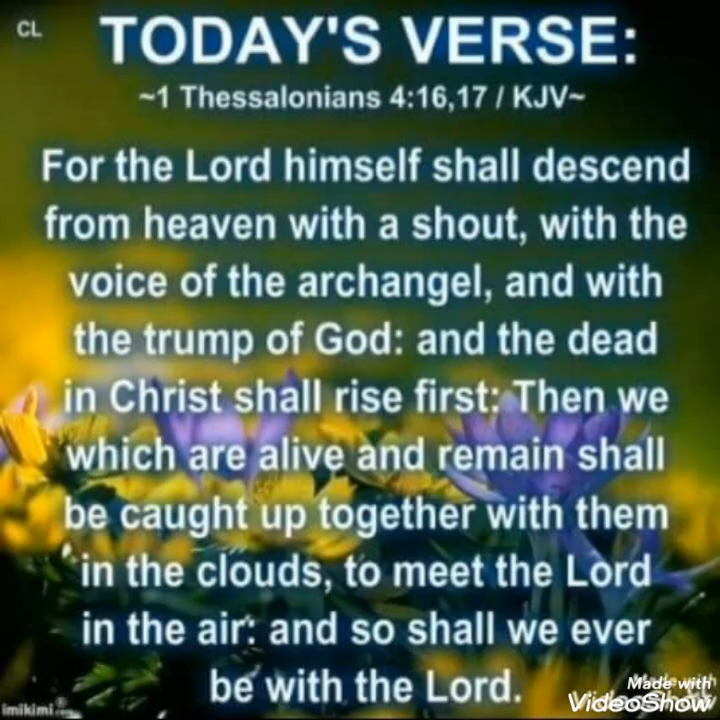 CL
TODAY'S VERSE:
~1 Thessalonians 4:16,17 / KJV~
For the Lord himself shall descend
from heaven with a shout, with the
voice of the archangel, and with
the trump of God: and the dead
in Christ shall rise first: Then we
which are alive and remain shall
be caught up together with them
in the clouds, to meet the Lord
in the air: and so shall we ever
be with the Lord.
Made with
VideoShow
imikimi